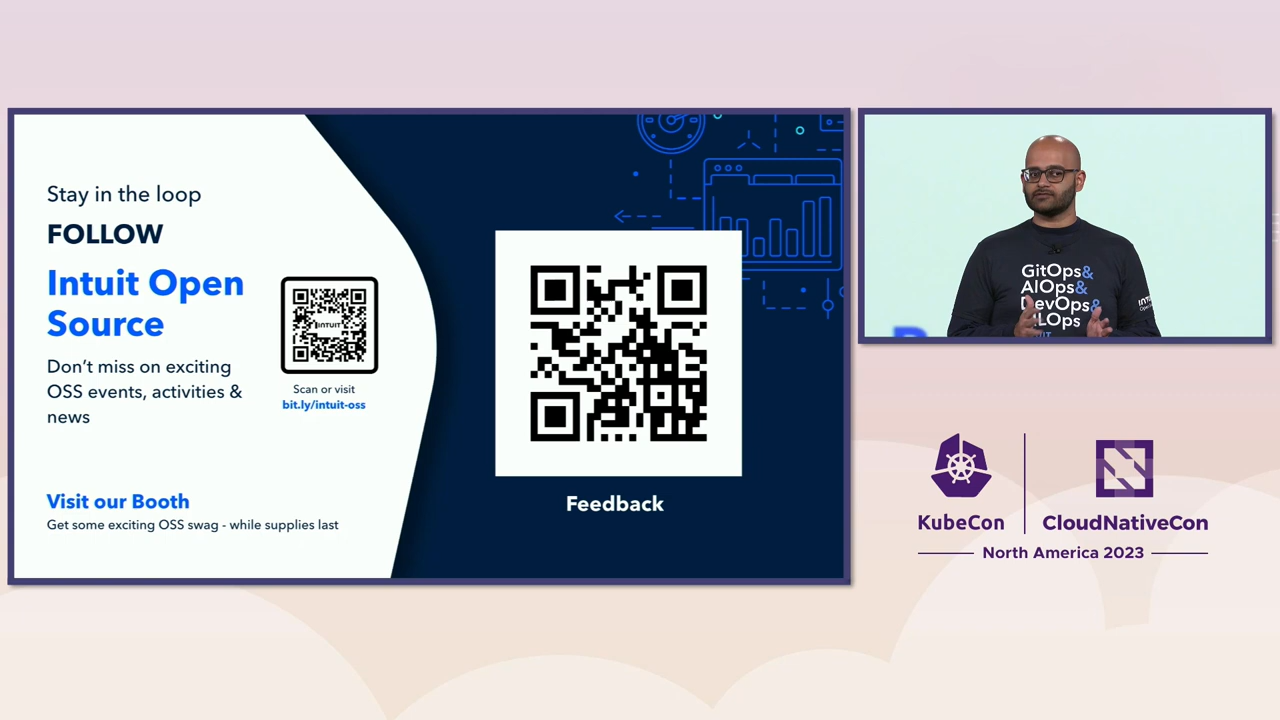 Stay in the loop
FOLLOW
Intuit Open
Source
Don’t miss on exciting
OSS events, activities &
news
INTUIT
Scan or visit
bit.ly/intuit-oss
Visit our Booth
Get some exciting OSS swag - while supplies last
Feedback
GitOps&
AIOps&
DevOps&
KubeCon
CloudNativeCon
North America 2023